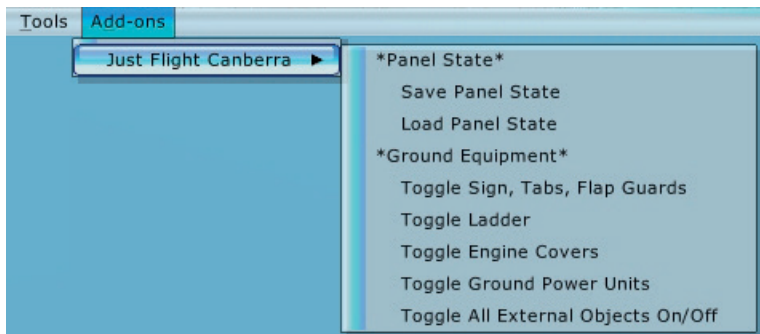 Tools Add-ons
Just Flight Canberra
*Panel State*
Save Panel State
Load Panel State
*Ground Equipment*
Toggle Sign, Tabs, Flap Guards
Toggle Ladder
Toggle Engine Covers
Toggle Ground Power Units
Toggle All External Objects On/Off